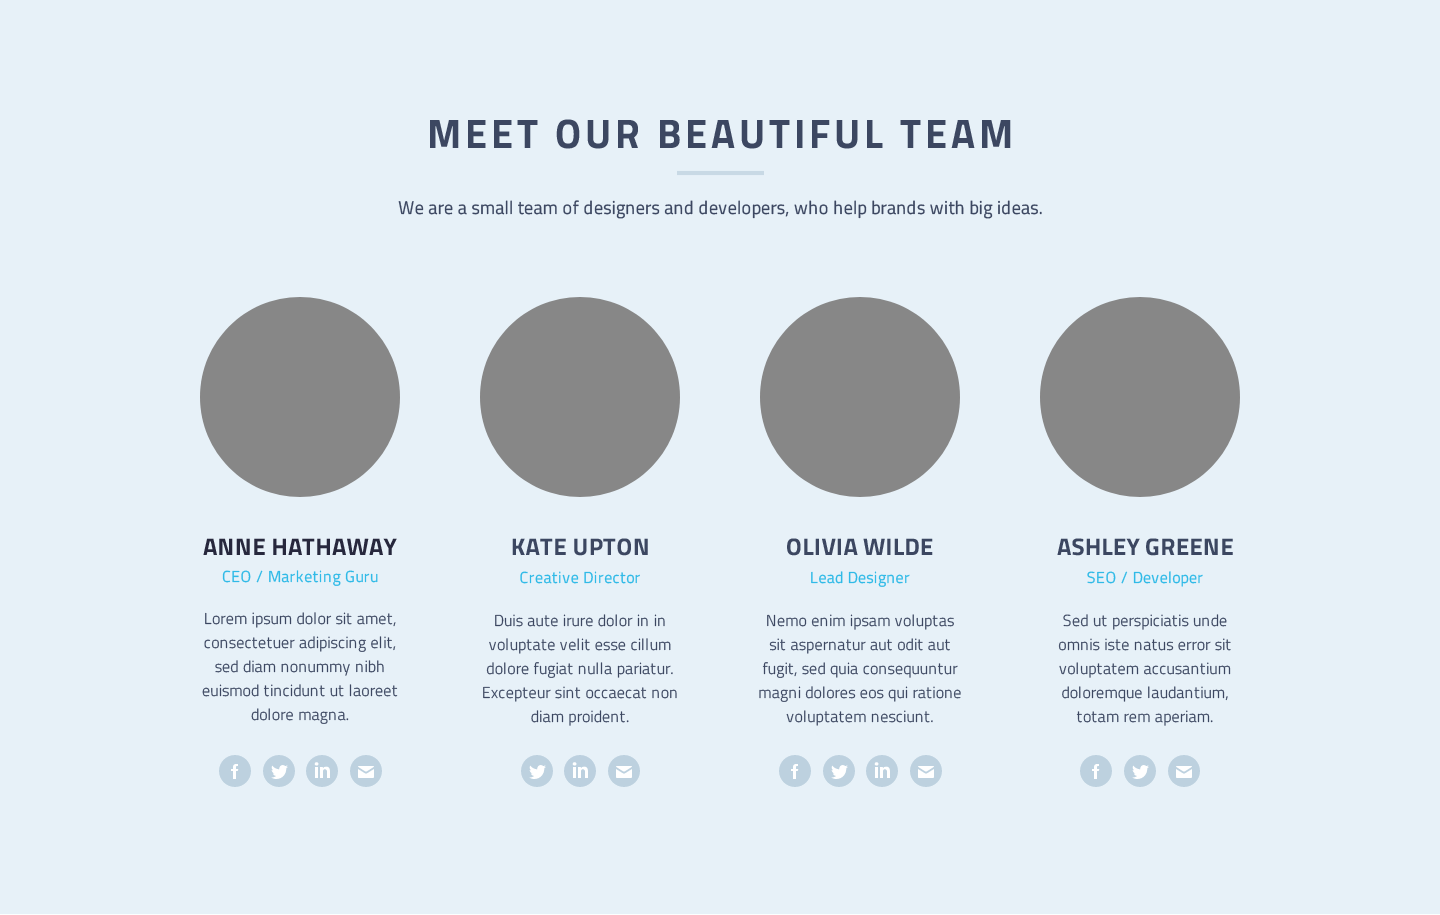 MEET OUR BEAUTIFUL TEAM
We are a small team of designers and developers, who help brands with big ideas.
ANNE HATHAWAY
CEO / Marketing Guru
Lorem ipsum dolor sit amet,
consectetuer adipiscing elit,
sed diam nonummy nibh
euismod tincidunt ut laoreet
dolore magna.
KATE UPTON
Creative Director
Duis aute irure dolor in in
voluptate velit esse cillum
dolore fugiat nulla pariatur.
Excepteur sint occaecat non
diam proident.
OLIVIA WILDE
Lead Designer
Nemo enim ipsam voluptas
sit aspernatur aut odit aut
fugit, sed quia consequuntur
magni dolores eos qui ratione
voluptatem nesciunt.
ASHLEY GREENE
SEO / Developer
Sed ut perspiciatis unde
omnis iste natus error sit
voluptatem accusantium
doloremque laudantium,
totam rem aperiam.